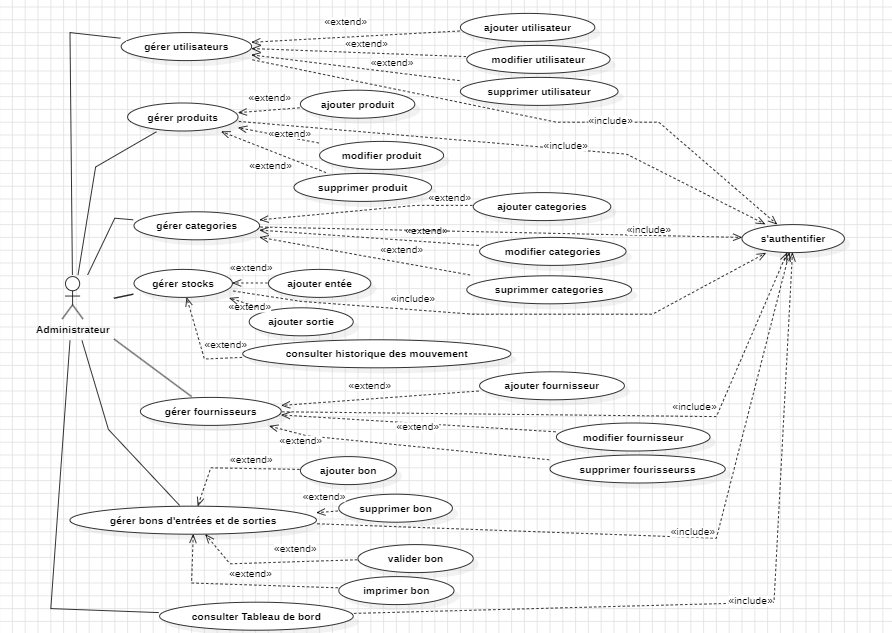 «extend»
ajouter utilisateur
gérer utilisateurs
«extend»
modifier utilisateur
«extend»
supprimer utilisateur
«extend»
ajouter produit
gérer produits
«include»
«extend»
«include»
modifier produit
«extend»
supprimer produit
«extend»
ajouter categories
gérer categories
«extend»
«include»
s'authentifier
«extend»
modifier categories
«extend»
gérer stocks
ajouter entée
suprimmer categories
«include»
«extend»
ajouter sortie
Administrateur
«extend»
consulter historique des mouvement
«extend»
ajouter fournisseur
«include»
gérer fournisseurs
«extend»
modifier fournisseur
«extend»
«extend»
ajouter bon
supprimer fourisseurss
«extend»
supprimer bon
gérer bons d'entrées et de sorties
«include»
«extend»
valider bon
«extend»
imprimer bon
«include»
consulter Tableau de bord